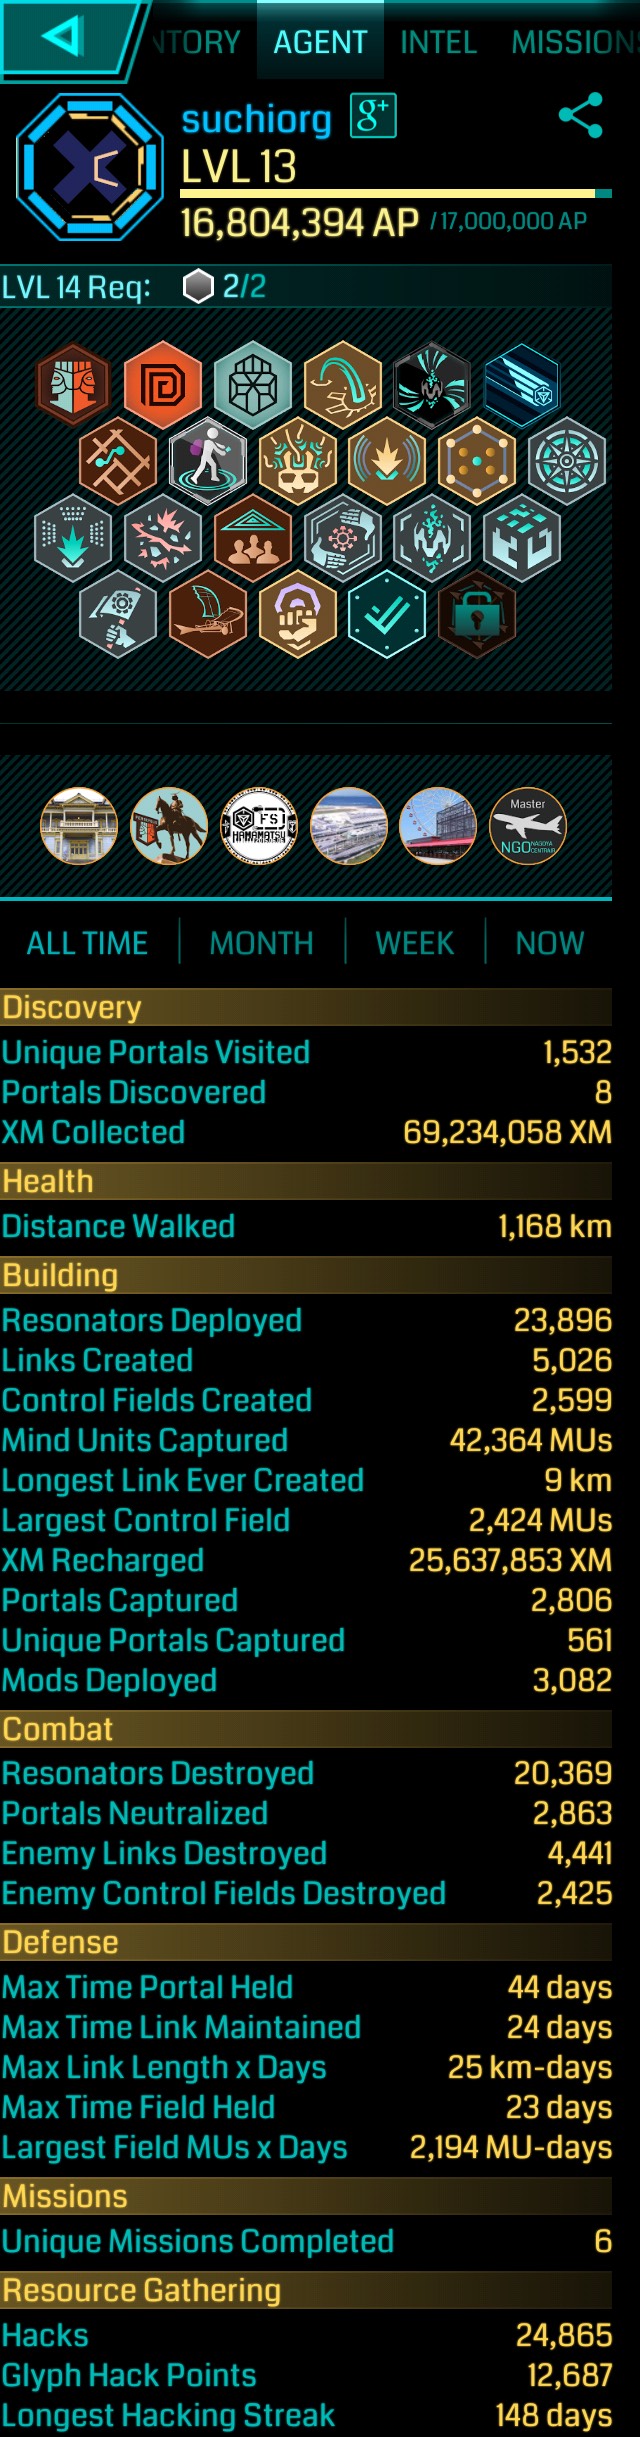 NTORY AGENT INTEL MISSIONS
suchiorg g+
LVL 13
16,804,394 AP / 17,000,000 AP
LVL 14 Req: 2/2
FS
HAMAMATSU
Master
NGO NAGOYA
CENTRAIR
ALL TIME MONTH WEEK NOW
Discovery
Unique Portals Visited 1,532
Portals Discovered 8
XM Collected 69,234,058 XM
Health
Distance Walked 1,168 km
Building
Resonators Deployed 23,896
Links Created 5,026
Control Fields Created 2,599
Mind Units Captured 42,364 MUs
Longest Link Ever Created 9 km
Largest Control Field 2,424 MUs
XM Recharged 25,637,853 XM
Portals Captured 2,806
Unique Portals Captured 561
Mods Deployed 3,082
Combat
Resonators Destroyed 20,369
Portals Neutralized 2,863
Enemy Links Destroyed 4,441
Enemy Control Fields Destroyed 2,425
Defense
Max Time Portal Held 44 days
Max Time Link Maintained 24 days
Max Link Length x Days 25 km-days
Max Time Field Held 23 days
Largest Field MUs x Days 2,194 MU-days
Missions
Unique Missions Completed 6
Resource Gathering
Hacks 24,865
Glyph Hack Points 12,687
Longest Hacking Streak 148 days